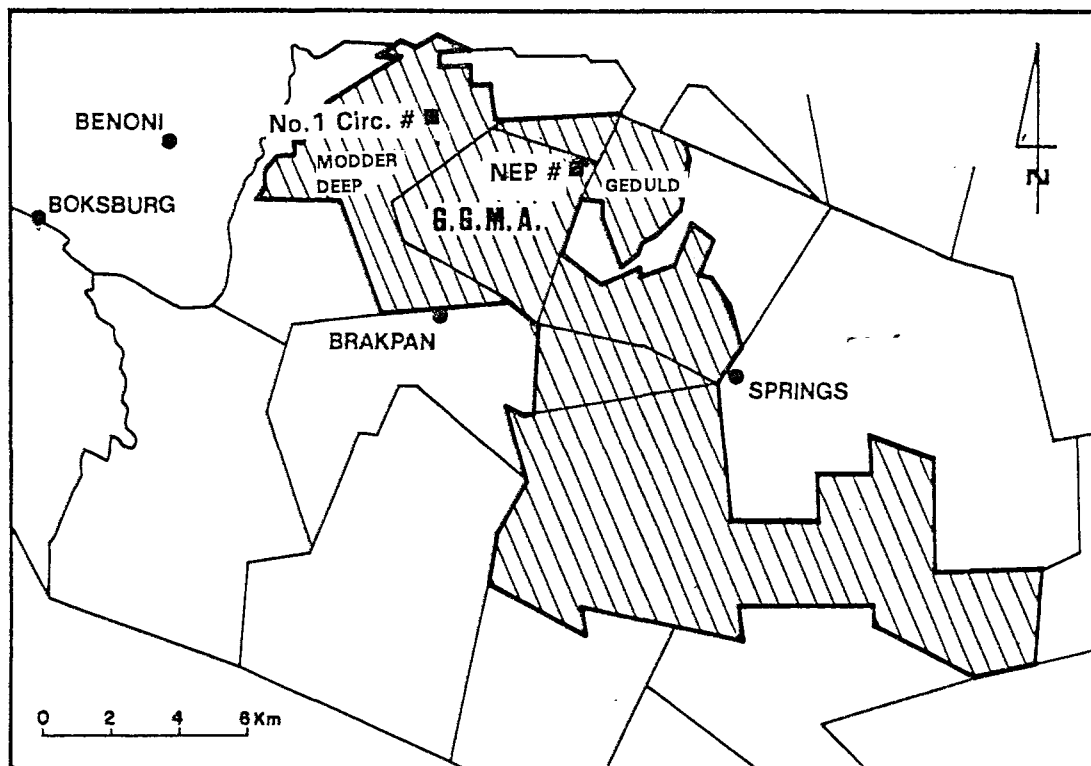 BENONI
No.1 Circ. #
MODDER
DEEP
NEP #
GEDULD
BOKSBURG
G.G.M.A.
N
BRAKPAN
SPRINGS
0 2 4 6 Km